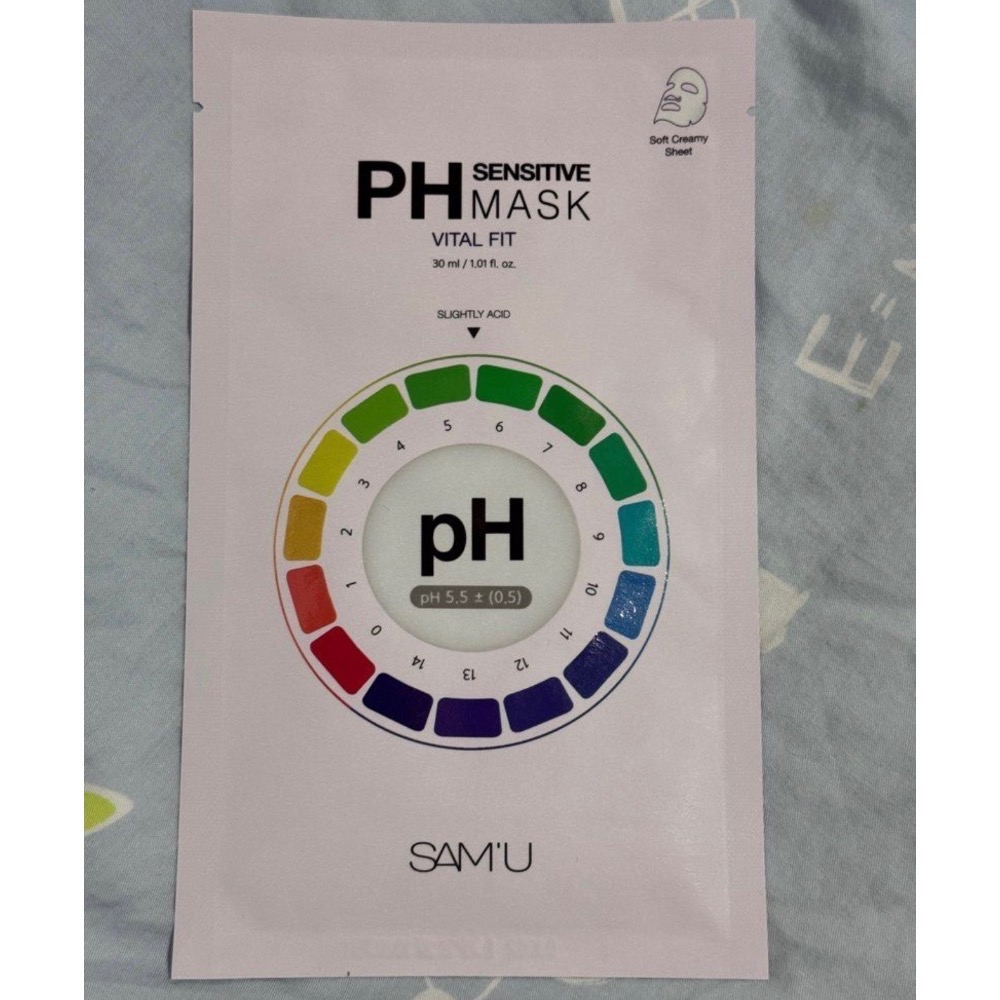 Soft Creamy
Sheet
PH SENSITIVE
MASK
VITAL FIT
30 ml / 1.01 fl. oz.
SLIGHTLY ACID
0
1
2
3
4
5
6
7
8
9
10
11
12
13
14
pH
pH 5.5 ± (0.5)
SAM'U
E=